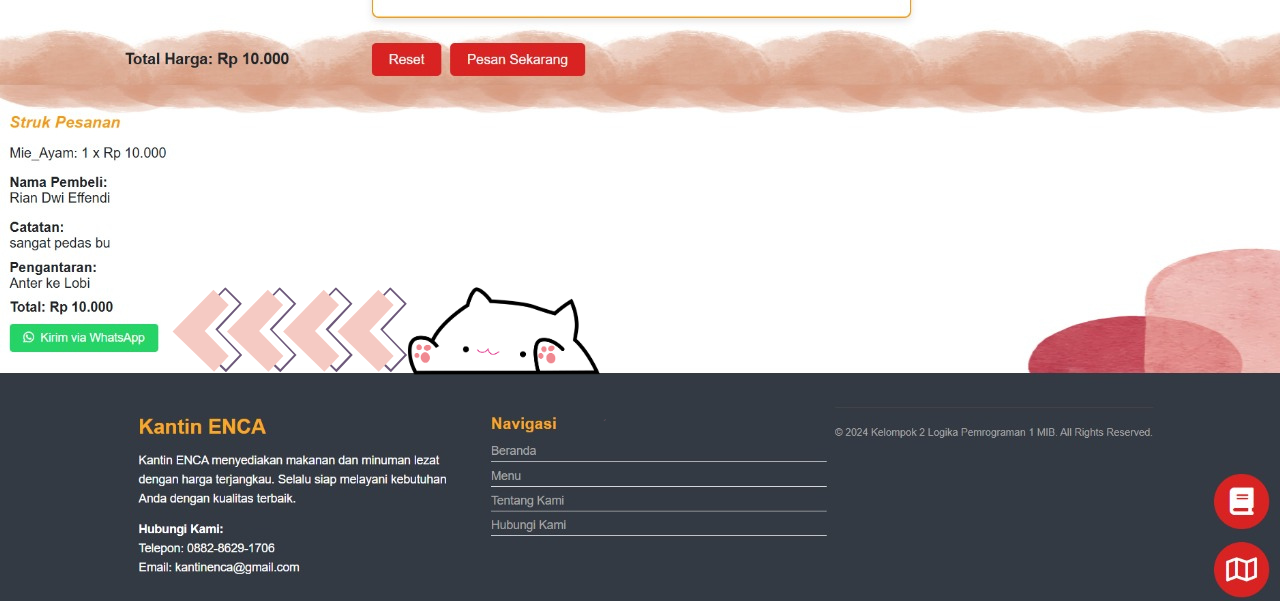 Total Harga: Rp 10.000
Reset
Pesan Sekarang
Struk Pesanan
Mie_Ayam: 1 x Rp 10.000
Nama Pembeli:
Rian Dwi Effendi
Catatan:
sangat pedas bu
Pengantaran:
Anter ke Lobi
Total: Rp 10.000
Kirim via WhatsApp
Kantin ENCA
Kantin ENCA menyediakan makanan dan minuman lezat
dengan harga terjangkau. Selalu siap melayani kebutuhan
Anda dengan kualitas terbaik.
Hubungi Kami:
Telepon: 0882-8629-1706
Email: kantinenca@gmail.com
Navigasi
Beranda
Menu
Tentang Kami
Hubungi Kami
© 2024 Kelompok 2 Logika Pemrograman 1 MIB. All Rights Reserved.